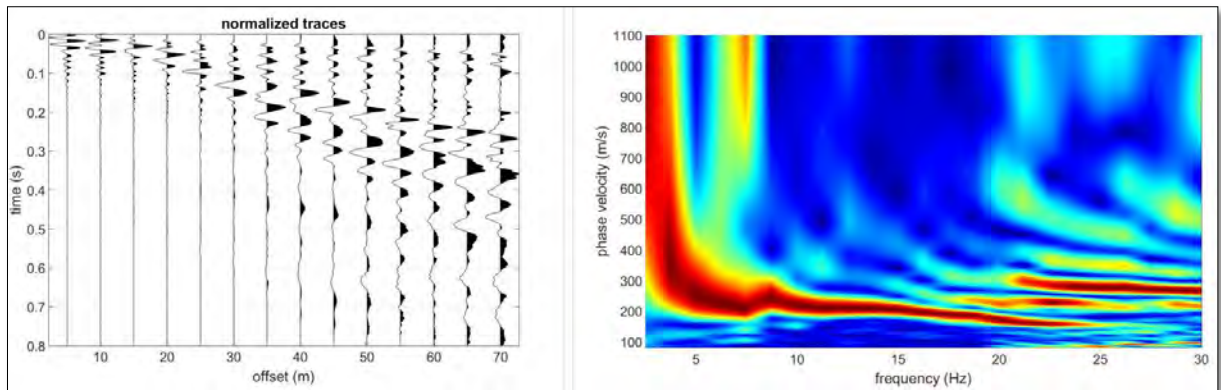 normalized traces
0
0.1
0.2
0.3
0.4
0.5
0.6
0.7
0.8
time (s)
10 20 30 40 50 60 70
offset (m)
1100
1000
900
800
700
600
500
400
300
200
100
phase velocity (m/s)
5 10 15 20 25 30
frequency (Hz)